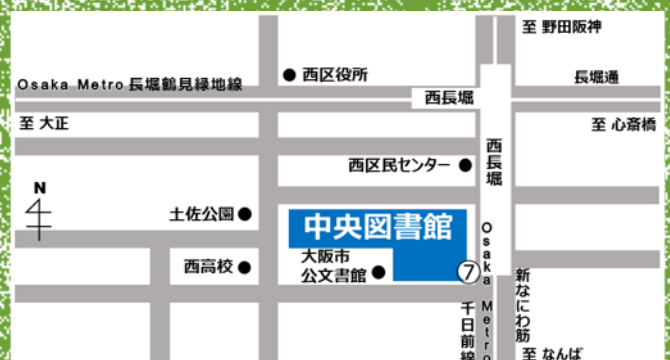 至 野田阪神
西区役所
長堀通
Osaka Metro 長堀鶴見緑地線
西長堀
至 大正
至 心斎橋
西長堀
西区民センター
N
土佐公園
中央図書館
大阪市
公文書館
西高校
7
Osaka Metro
千日前線
新なにわ筋
至 なんば